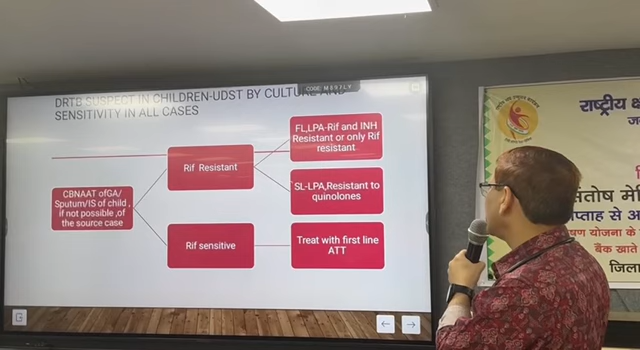 CODE: M8SFLY
DRTB SUSPECT IN CHILDREN-UDST BY CULTURE AND
SENSITIVITY IN ALL CASES
CBNAAT ofGA/
Sputum/IS of child ,
if not possible ,of
the source case
Rif Resistant
Rif sensitive
FL,LPA-Rif and INH
Resistant or only Rif
resistant
SL-LPA,Resistant to
quinolones
Treat with first line
ATT
राष्ट्रीय
संतोष
से
योजना के
बैंक खाते